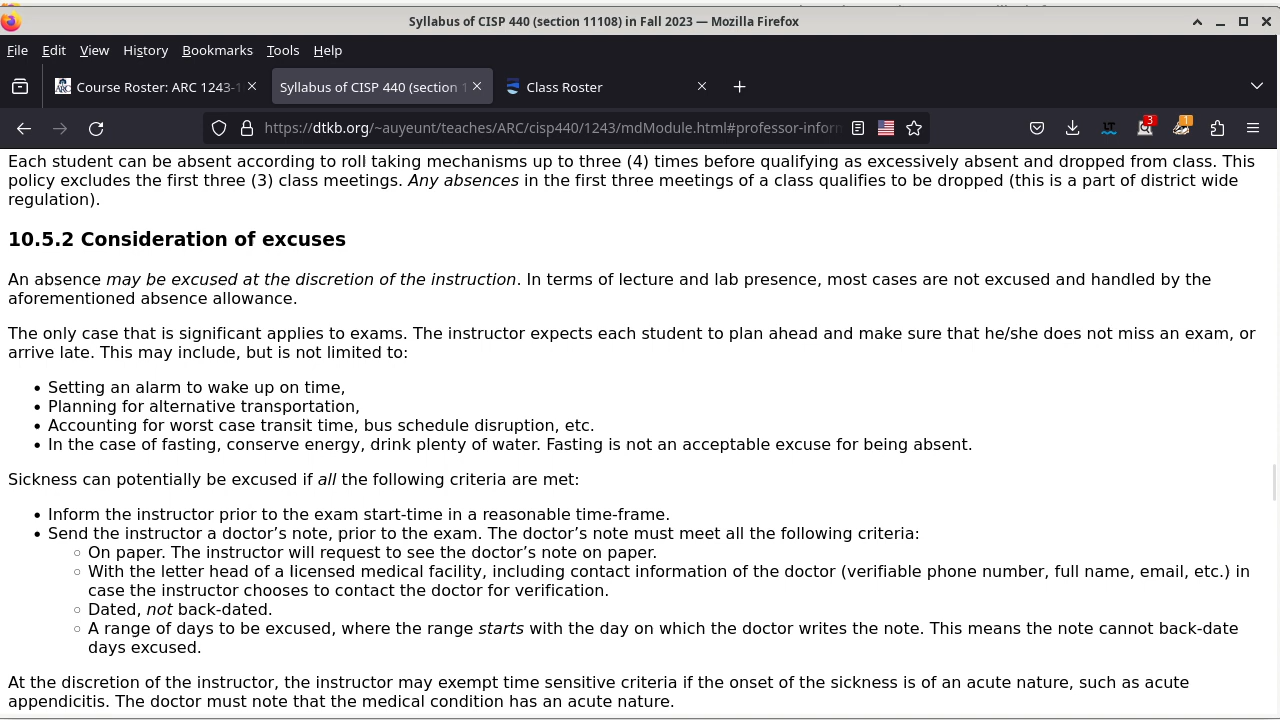 Syllabus of CISP 440 (section 11108) in Fall 2023 — Mozilla Firefox
File Edit View History Bookmarks Tools Help
Course Roster: ARC 1243-1
Syllabus of CISP 440 (section 1
Class Roster
https://dtkb.org/~auyeunt/teaches/ARC/cisp440/1243/mdModule.html#professor-inforn
3
1
Each student can be absent according to roll taking mechanisms up to three (4) times before qualifying as excessively absent and dropped from class. This
policy excludes the first three (3) class meetings. Any absences in the first three meetings of a class qualifies to be dropped (this is a part of district wide
regulation).
10.5.2 Consideration of excuses
An absence may be excused at the discretion of the instruction. In terms of lecture and lab presence, most cases are not excused and handled by the
aforementioned absence allowance.
The only case that is significant applies to exams. The instructor expects each student to plan ahead and make sure that he/she does not miss an exam, or
arrive late. This may include, but is not limited to:
• Setting an alarm to wake up on time,
• Planning for alternative transportation,
• Accounting for worst case transit time, bus schedule disruption, etc.
• In the case of fasting, conserve energy, drink plenty of water. Fasting is not an acceptable excuse for being absent.
Sickness can potentially be excused if all the following criteria are met:
• Inform the instructor prior to the exam start-time in a reasonable time-frame.
• Send the instructor a doctor’s note, prior to the exam. The doctor’s note must meet all the following criteria:
◦ On paper. The instructor will request to see the doctor’s note on paper.
◦ With the letter head of a licensed medical facility, including contact information of the doctor (verifiable phone number, full name, email, etc.) in
case the instructor chooses to contact the doctor for verification.
◦ Dated, not back-dated.
◦ A range of days to be excused, where the range starts with the day on which the doctor writes the note. This means the note cannot back-date
days excused.
At the discretion of the instructor, the instructor may exempt time sensitive criteria if the onset of the sickness is of an acute nature, such as acute
appendicitis. The doctor must note that the medical condition has an acute nature.